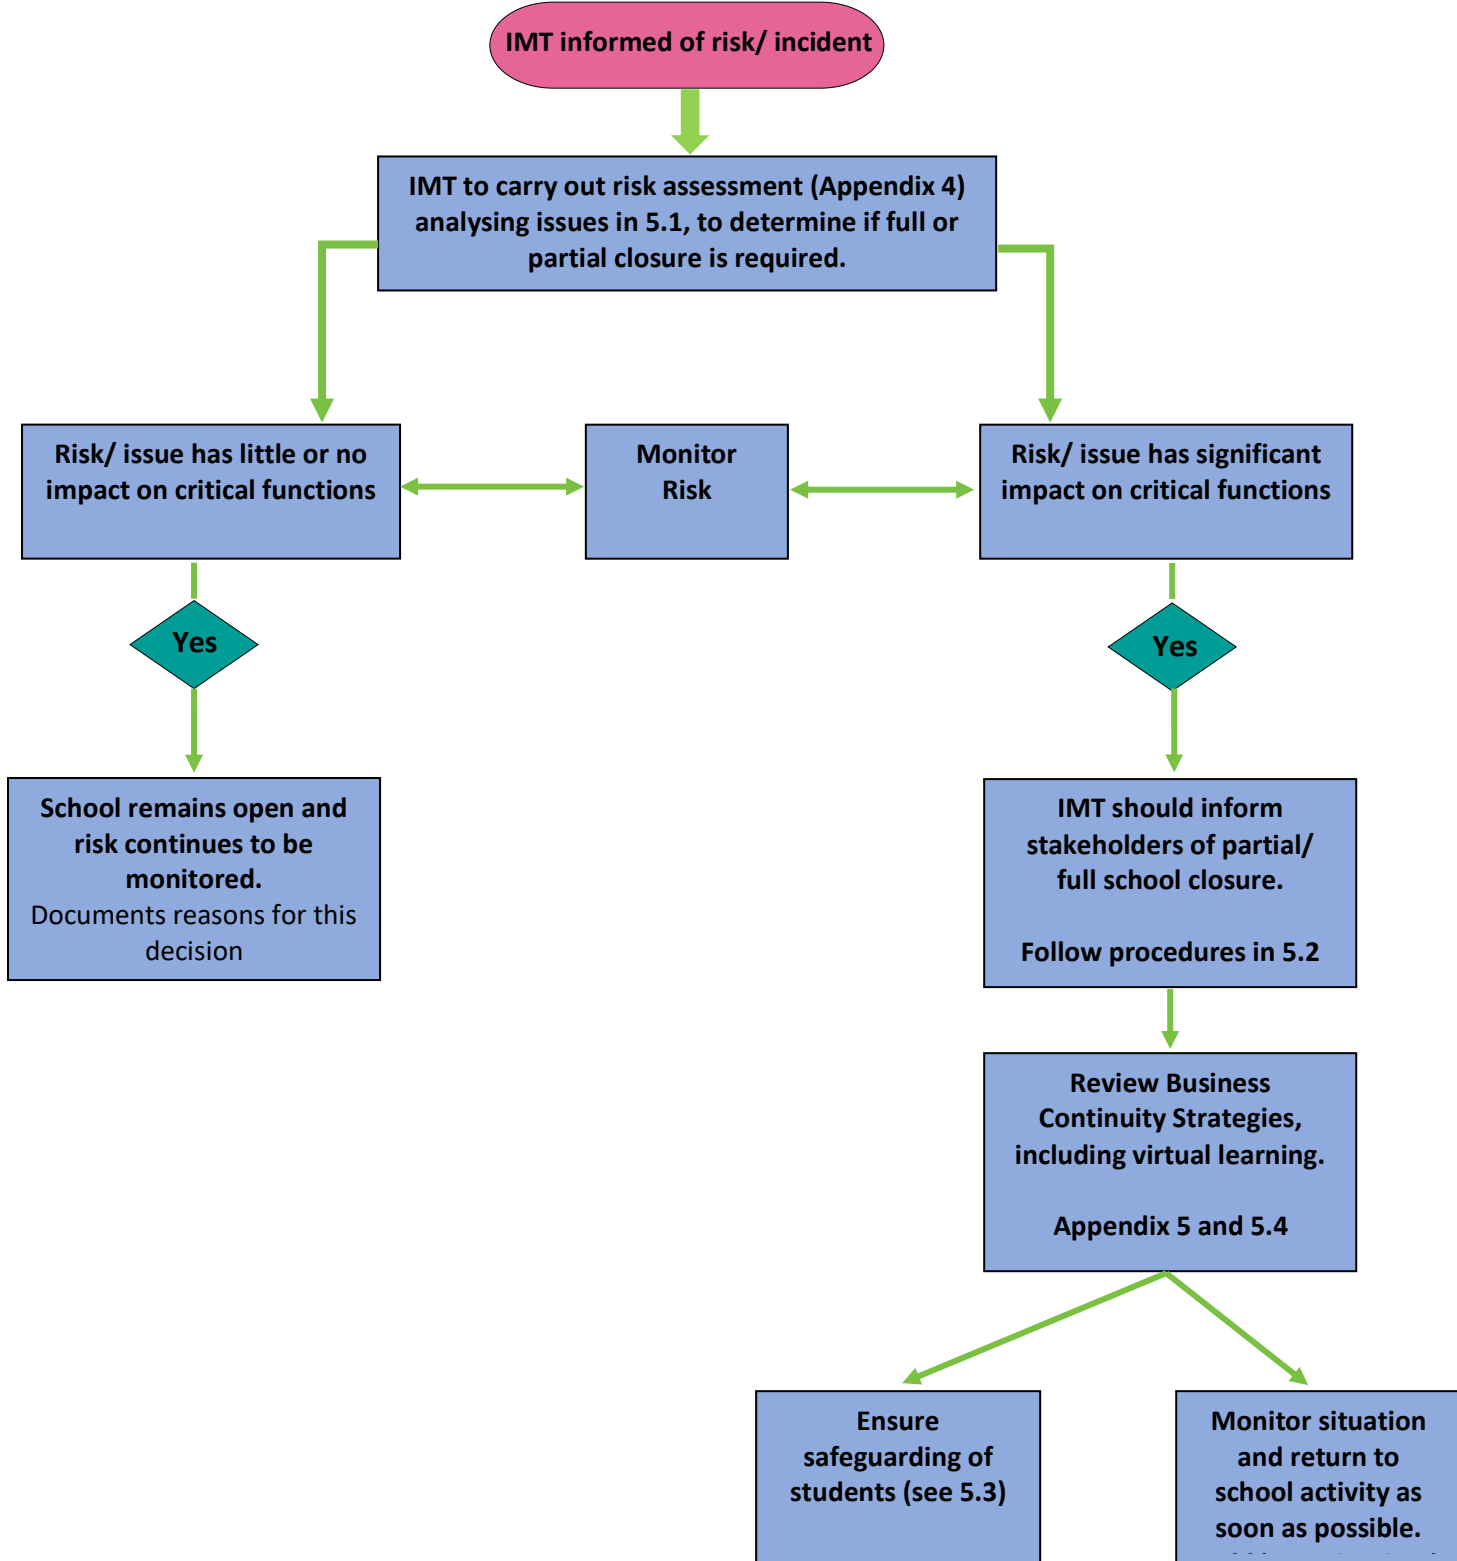 IMT informed of risk/ incident
IMT to carry out risk assessment (Appendix 4)
analysing issues in 5.1, to determine if full or
partial closure is required.
Risk/ issue has little or no
impact on critical functions
Monitor
Risk
Risk/ issue has significant
impact on critical functions
Yes
Yes
School remains open and
risk continues to be
monitored.
Documents reasons for this
decision
IMT should inform
stakeholders of partial/
full school closure.
Follow procedures in 5.2
Review Business
Continuity Strategies,
including virtual learning.
Appendix 5 and 5.4
Ensure
safeguarding of
students (see 5.3)
Monitor situation
and return to
school activity as
soon as possible.